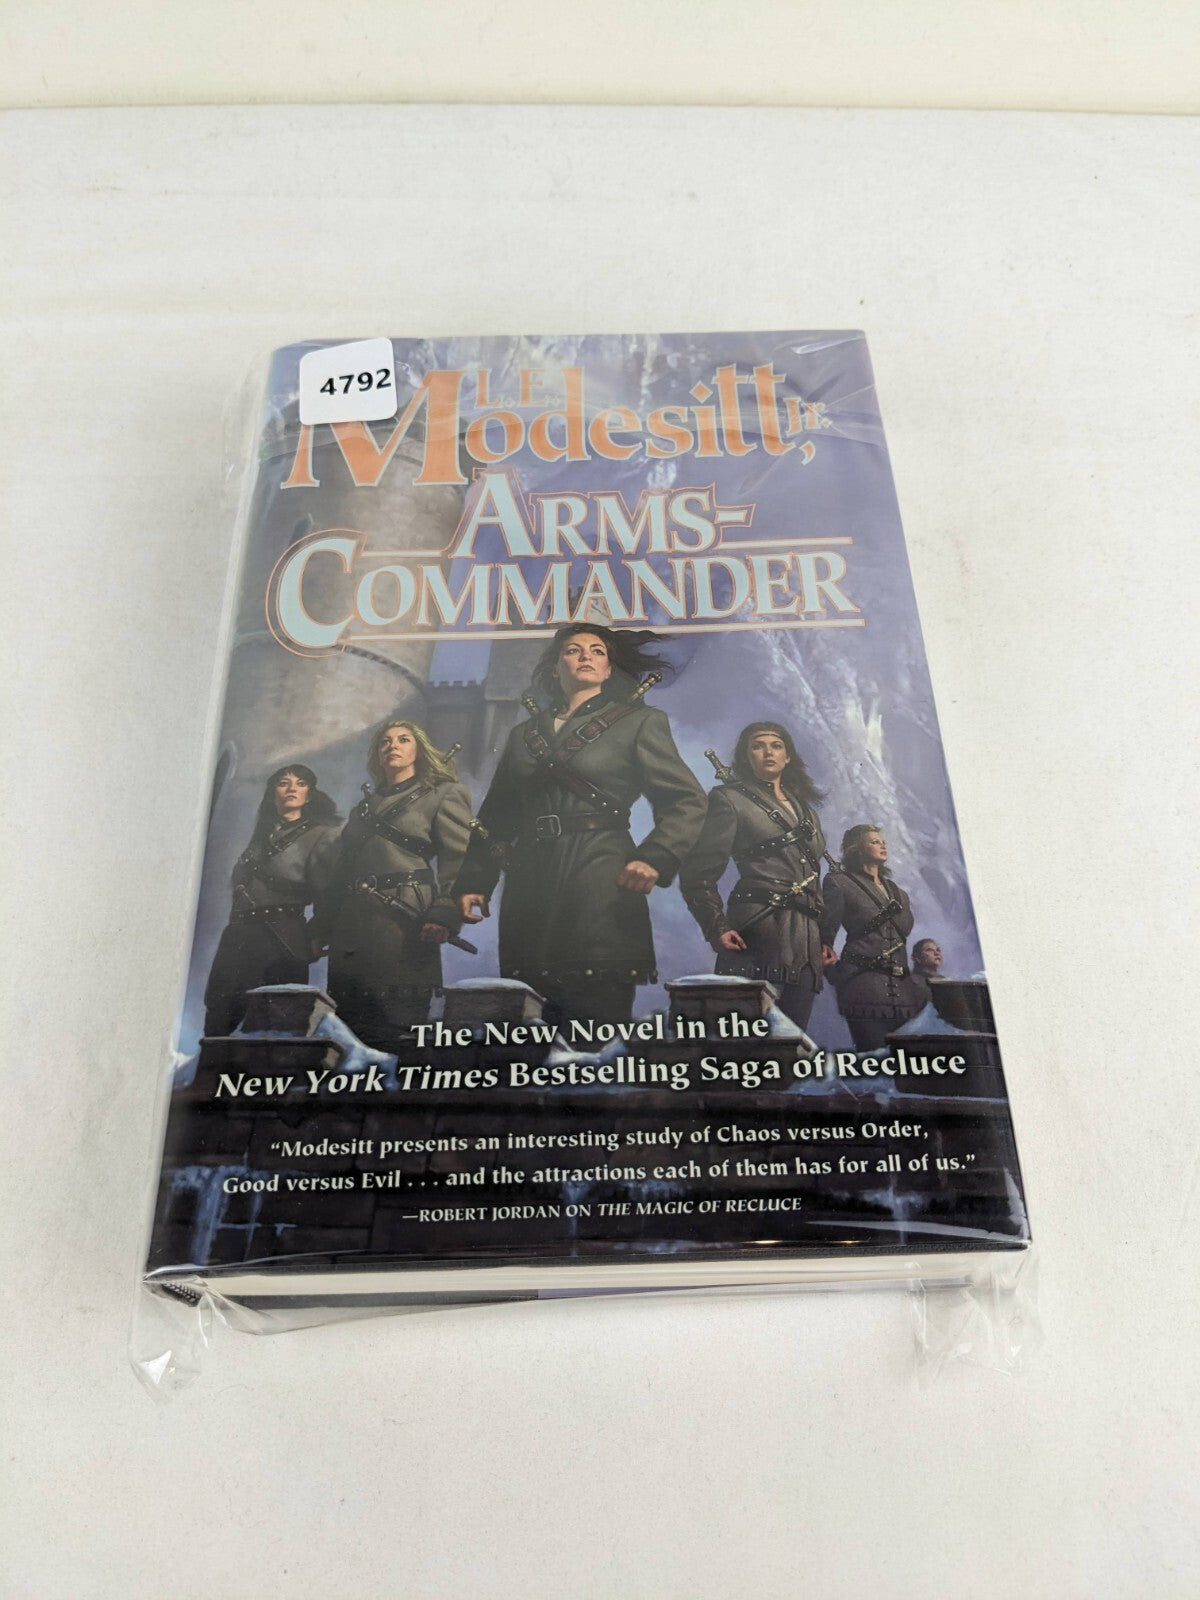 4792
L.E.
Modesitt, Jr.
ARMS-
COMMANDER
The New Novel in the
New York Times Bestselling Saga of Recluce
“Modesitt presents an interesting study of Chaos versus Order,
Good versus Evil . . . and the attractions each of them has for all of us.”
—ROBERT JORDAN ON THE MAGIC OF RECLUCE